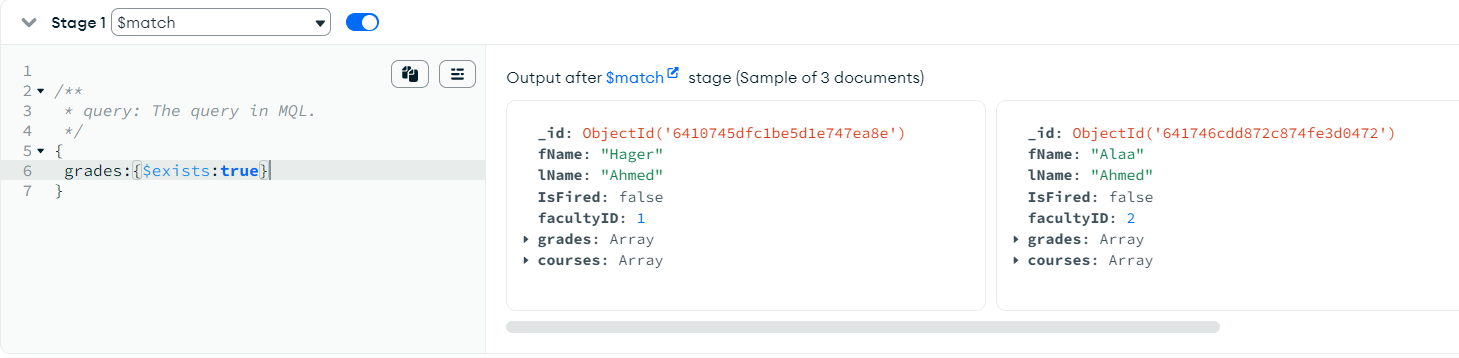 Stage 1 $match
1
2 /**
3 * query: The query in MQL.
4 */
5 {
6 grades:{$exists:true}
7 }
Output after $match stage (Sample of 3 documents)
_id: ObjectId('6410745dfc1be5d1e747ea8e')
fName: "Hager"
lName: "Ahmed"
IsFired: false
facultyID: 1
grades: Array
courses: Array
_id: ObjectId('641746cdd872c874fe3d0472')
fName: "Alaa"
lName: "Ahmed"
IsFired: false
facultyID: 2
grades: Array
courses: Array